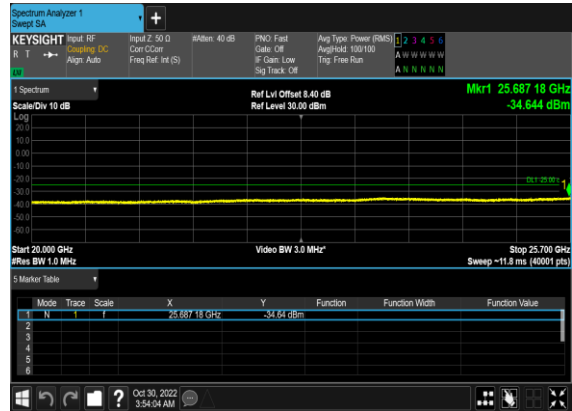 Spectrum Analyzer 1
Swept SA
+
KEYSIGHT Input: RF Input Z: 50 Ω #Atten: 40 dB PNO: Fast Avg Type: Power (RMS) 1 2 3 4 5 6
R T Coupling: DC Corr CCorr Gate: Off Avg|Hold: 100/100 A W W W W W
Align: Auto Freq Ref: Int (S) IF Gain: Low Trig: Free Run
Sig Track: Off A N N N N N
1 Spectrum Ref Lvl Offset 8.40 dB Mkr1 25.687 18 GHz
Scale/Div 10 dB Ref Level 30.00 dBm -34.644 dBm
Log
20.0
10.0
0.00
-10.0
-20.0
DL1 -25.00
1
-30.0
-40.0
-50.0
-60.0
Start 20.000 GHz Video BW 3.0 MHz* Stop 25.700 GHz
#Res BW 1.0 MHz Sweep ~11.8 ms (40001 pts)
5 Marker Table
Mode Trace Scale X Y Function Function Width Function Value
1 N 1 f 25.687 18 GHz -34.64 dBm
2
3
4
5
6
? Oct 30, 2022
3:54:04 AM